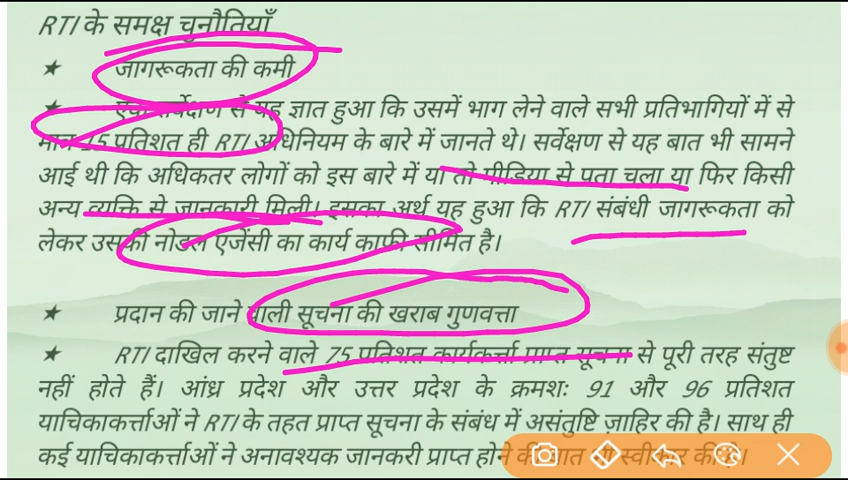 RTI के समक्ष चुनौतियाँ
★ जागरूकता की कमी
★ एक सर्वेक्षण से यह ज्ञात हुआ कि उसमें भाग लेने वाले सभी प्रतिभागियों में से
मात्र 15 प्रतिशत ही RTI अधिनियम के बारे में जानते थे। सर्वेक्षण से यह बात भी सामने
आई थी कि अधिकतर लोगों को इस बारे में या तो मीडिया से पता चला या फिर किसी
अन्य व्यक्ति से जानकारी मिली। इसका अर्थ यह हुआ कि RTI संबंधी जागरूकता को
लेकर उसकी नोडल एजेंसी का कार्य काफी सीमित है।
★ प्रदान की जाने वाली सूचना की खराब गुणवत्ता
★ RTI दाखिल करने वाले 75 प्रतिशत कार्यकर्त्ता प्राप्त सूचना से पूरी तरह संतुष्ट
नहीं होते हैं। आंध्र प्रदेश और उत्तर प्रदेश के क्रमशः 91 और 96 प्रतिशत
याचिकाकर्त्ताओं ने RTI के तहत प्राप्त सूचना के संबंध में असंतुष्टि ज़ाहिर की है। साथ ही
कई याचिकाकर्त्ताओं ने अनावश्यक जानकरी प्राप्त होने की बात भी स्वीकार की है।